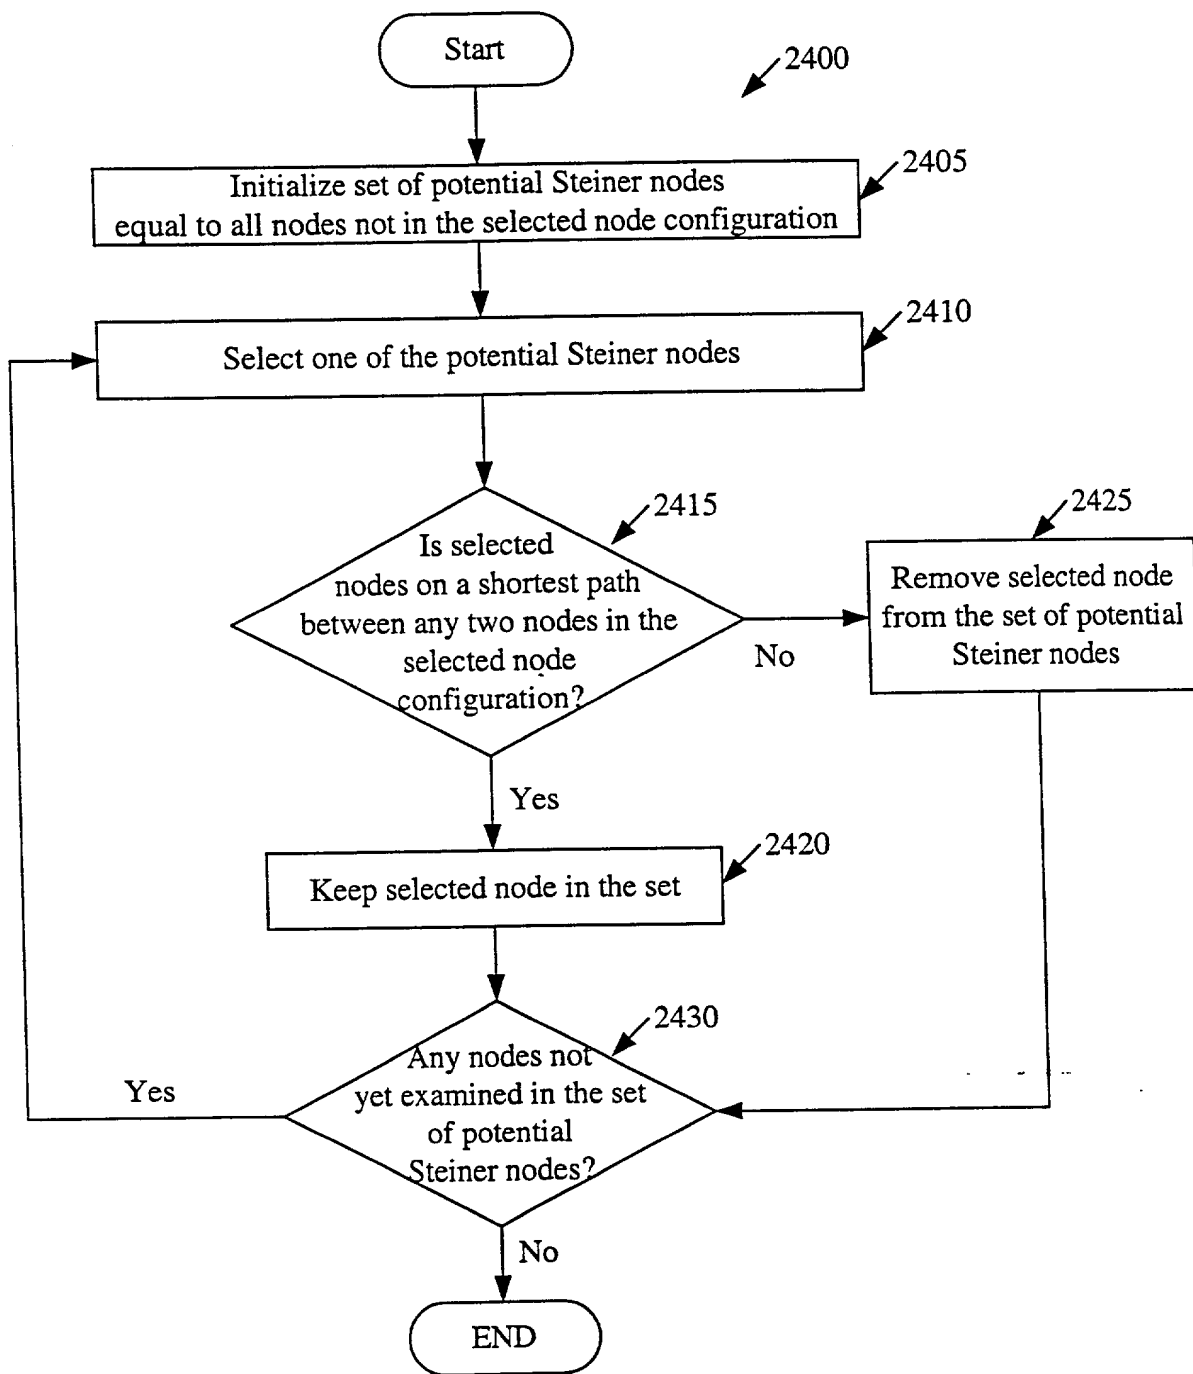 Start
2400
2405
Initialize set of potential Steiner nodes
equal to all nodes not in the selected node configuration
2410
Select one of the potential Steiner nodes
2415
Is selected
nodes on a shortest path
between any two nodes in the
selected node
configuration?
No
2425
Remove selected node
from the set of potential
Steiner nodes
Yes
2420
Keep selected node in the set
2430
Any nodes not
yet examined in the set
of potential
Steiner nodes?
Yes
No
END